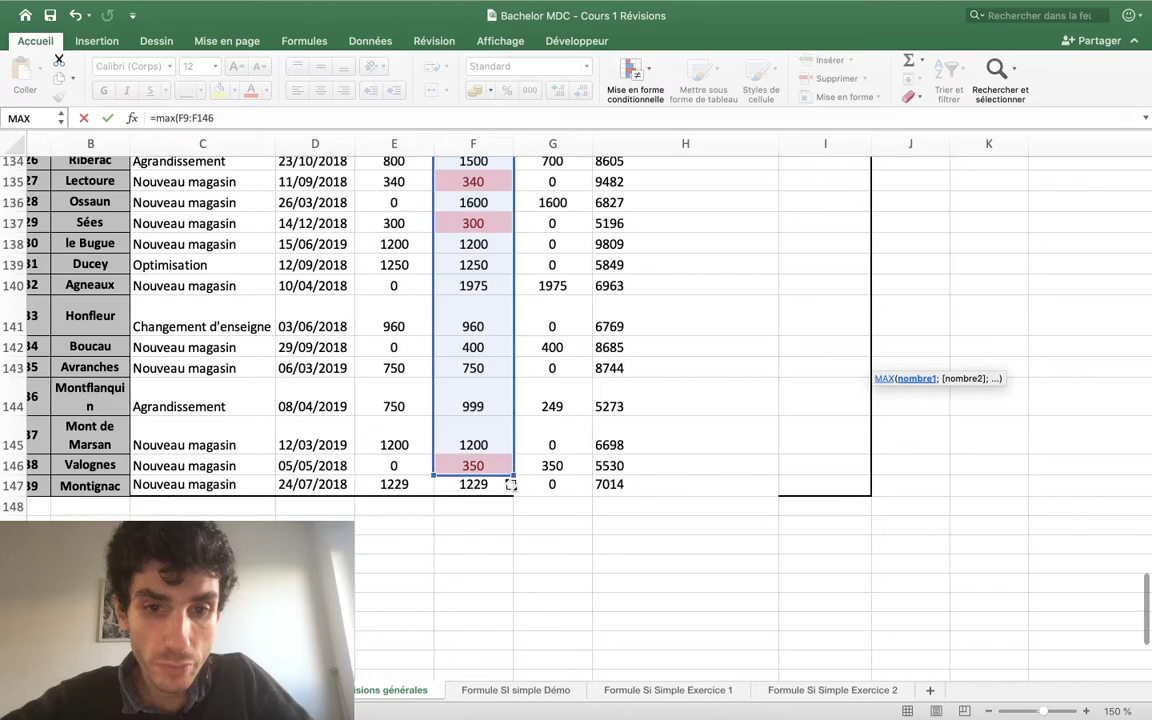 Bachelor MDC - Cours 1 Révisions
Rechercher dans la feu
Accueil Insertion Dessin Mise en page Formules Données Révision Affichage Développeur Partager
Coller
Calibri (Corps) 12
G I S
Standard
% 000
Mise en forme conditionnelle
Mettre sous forme de tableau
Styles de cellule
Insérer
Supprimer
Mise en forme
Trier et filtrer
Rechercher et sélectionner
MAX fx =max(F9:F146
B C D E F G H I J K
134 26 Riberac Agrandissement 23/10/2018 800 1500 700 8605
135 27 Lectoure Nouveau magasin 11/09/2018 340 340 0 9482
136 28 Ossaun Nouveau magasin 26/03/2018 0 1600 1600 6827
137 29 Sées Nouveau magasin 14/12/2018 300 300 0 5196
138 30 le Bugue Nouveau magasin 15/06/2019 1200 1200 0 9809
139 31 Ducey Optimisation 12/09/2018 1250 1250 0 5849
140 32 Agneaux Nouveau magasin 10/04/2018 0 1975 1975 6963
141 33 Honfleur Changement d'enseigne 03/06/2018 960 960 0 6769
142 34 Boucau Nouveau magasin 29/09/2018 0 400 400 8685
143 35 Avranches Nouveau magasin 06/03/2019 750 750 0 8744
MAX(nombre1; [nombre2]; ...)
144 36 Montflanquin Agrandissement 08/04/2019 750 999 249 5273
145 37 Mont de Marsan Nouveau magasin 12/03/2019 1200 1200 0 6698
146 38 Valognes Nouveau magasin 05/05/2018 0 350 350 5530
147 39 Montignac Nouveau magasin 24/07/2018 1229 1229 0 7014
148
isions générales Formule SI simple Démo Formule Si Simple Exercice 1 Formule Si Simple Exercice 2
150 %